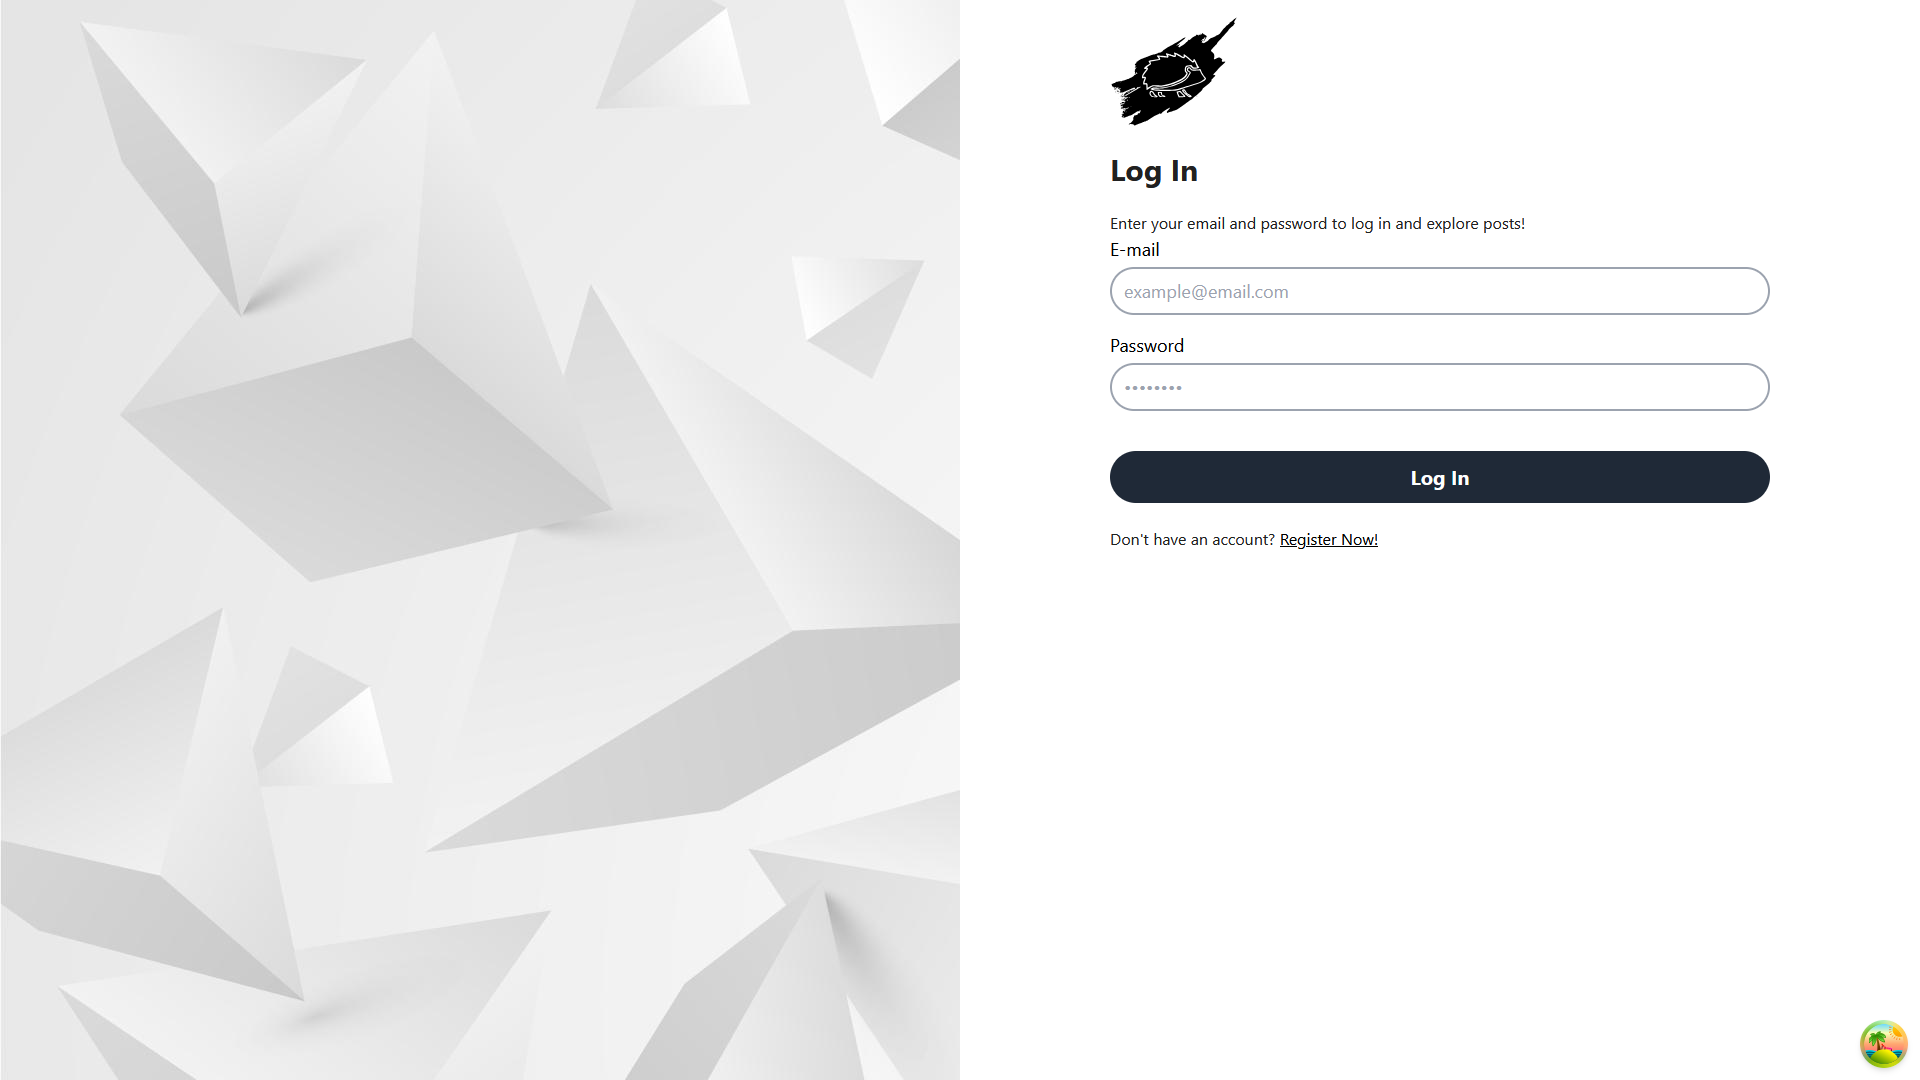 Log In
Enter your email and password to log in and explore posts!
E-mail
example@email.com
Password
••••••••
Log In
Don't have an account? Register Now!